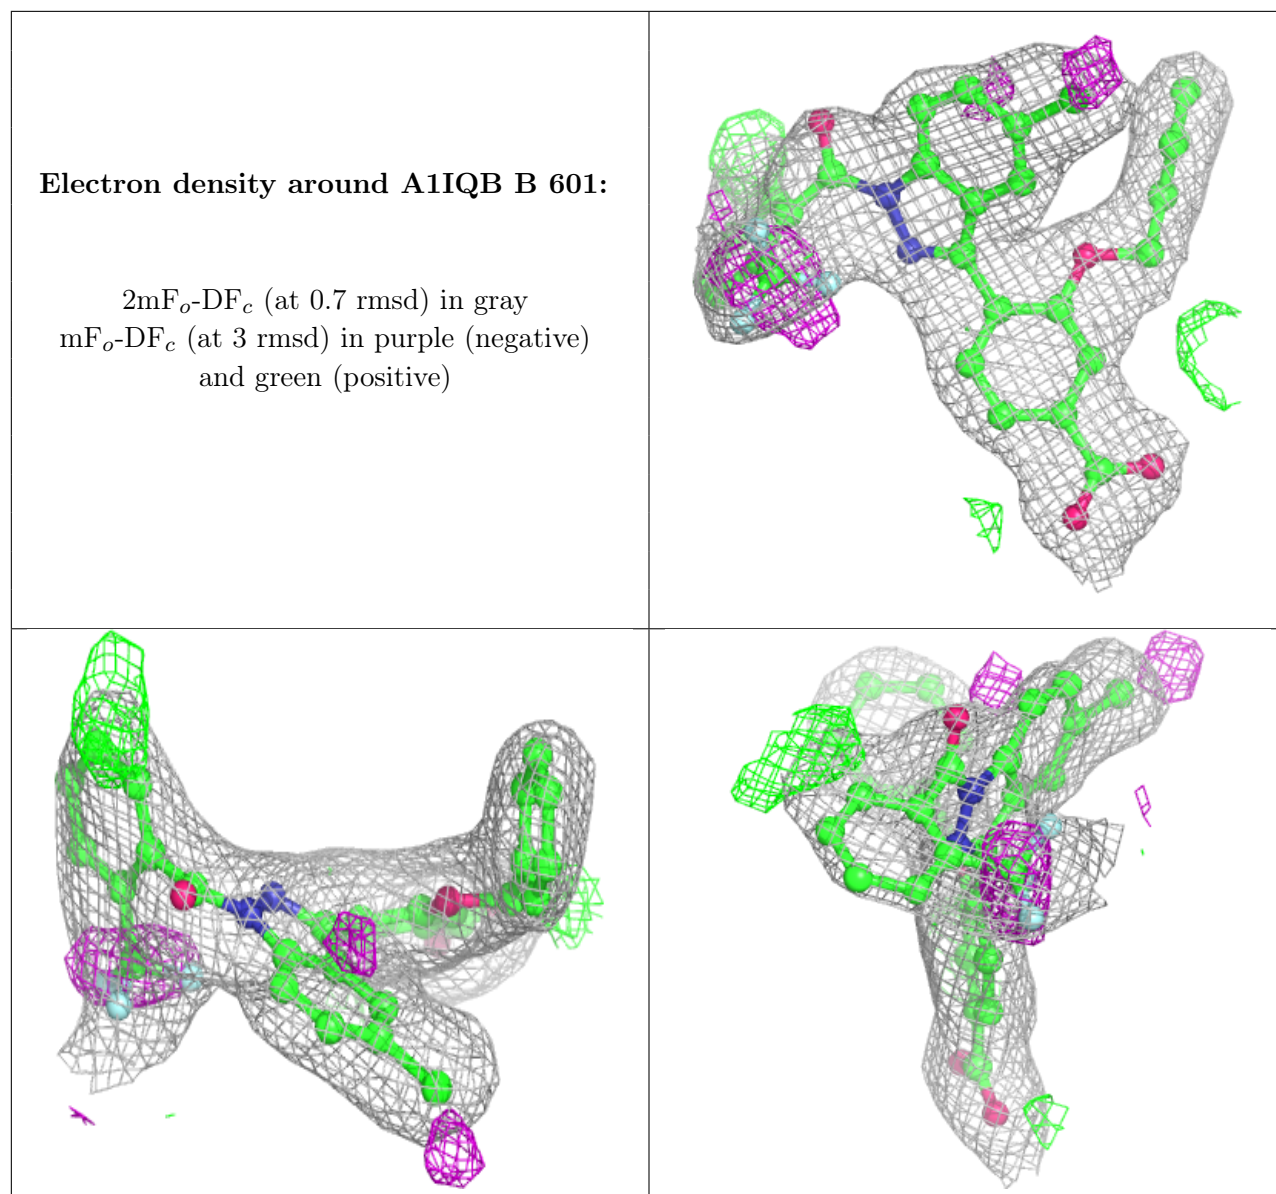 Electron density around A1IQB B 601:
2mFo-DFc (at 0.7 rmsd) in gray
mFo-DFc (at 3 rmsd) in purple (negative)
and green (positive)